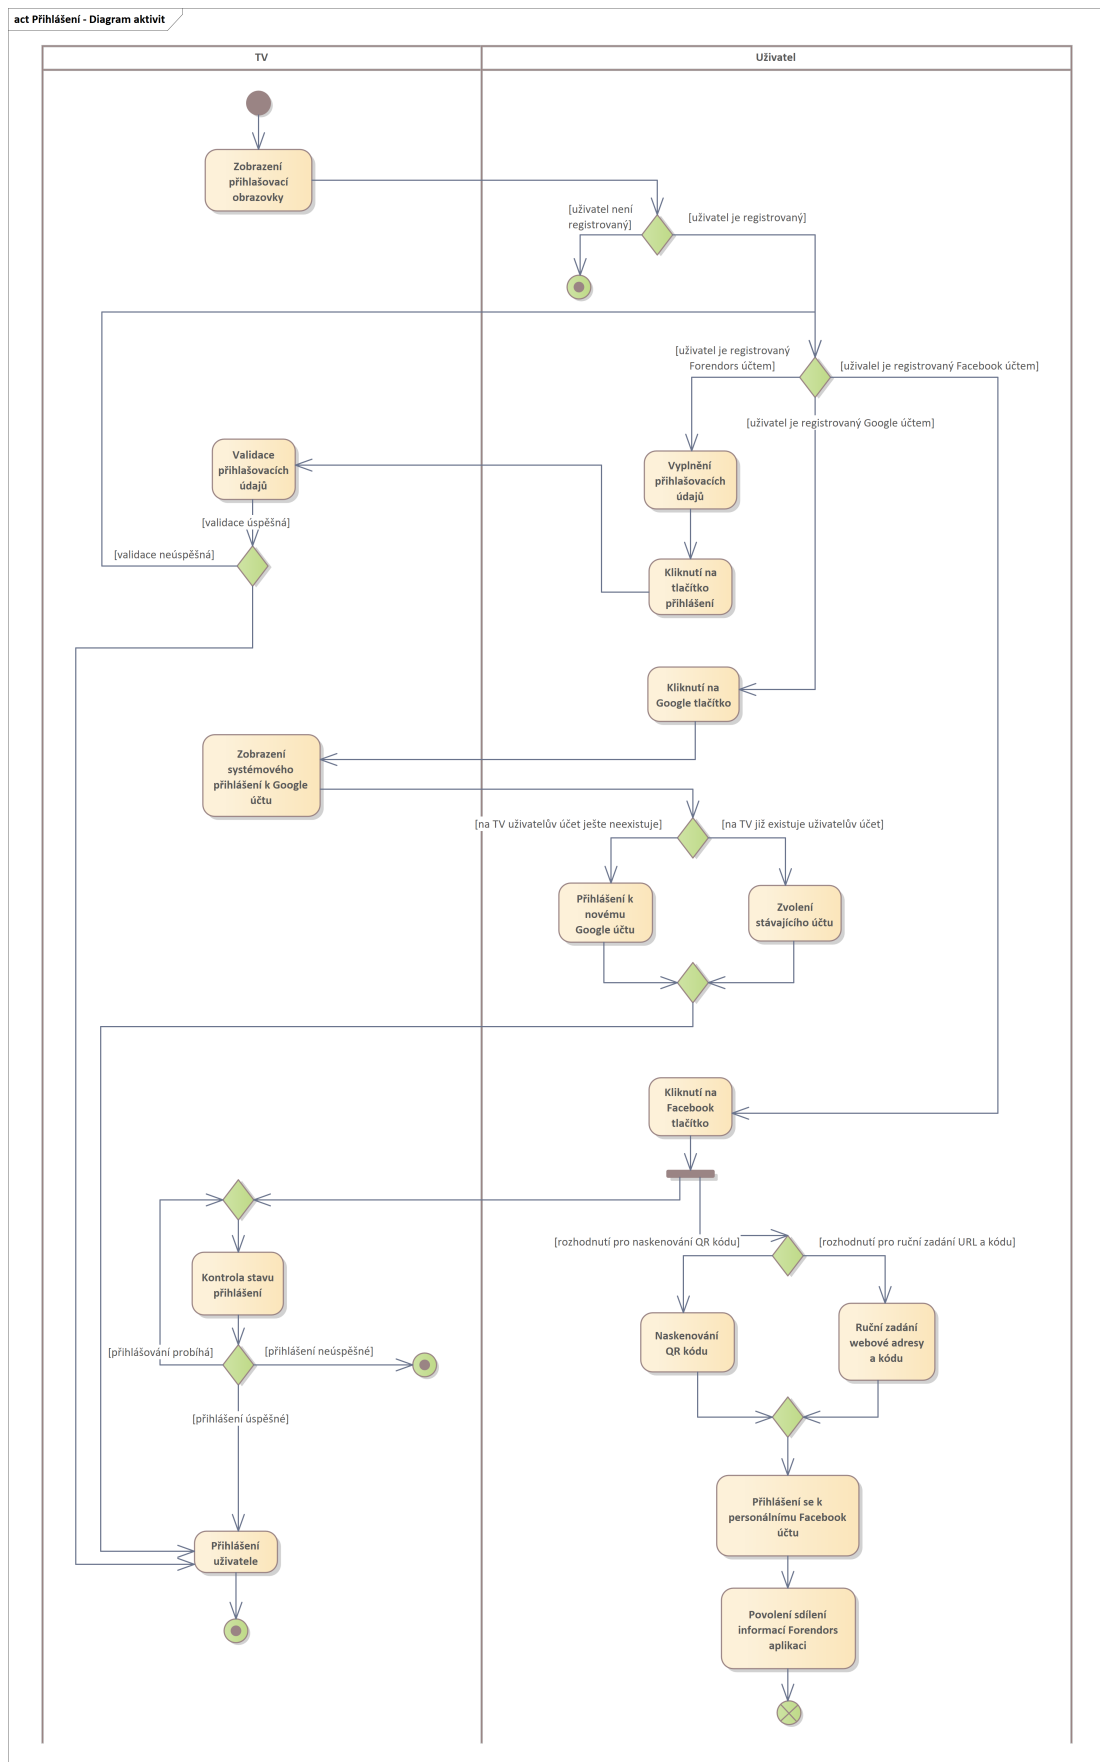 act Přihlášení - Diagram aktivit
TV
Uživatel
Zobrazení
přihlašovací
obrazovky
[uživatel není
registrovaný]
[uživatel je registrovaný]
[uživatel je registrovaný
Forendors účtem]
[uživalel je registrovaný Facebook účtem]
[uživatel je registrovaný Google účtem]
Validace
přihlašovacích
údajů
Vyplnění
přihlašovacích
údajů
[validace úspěšná]
[validace neúspěšná]
Kliknutí na
tlačítko
přihlášení
Kliknutí na
Google tlačítko
Zobrazení
systémového
přihlášení k Google
účtu
[na TV uživatelův účet ješte neexistuje]
[na TV již existuje uživatelův účet]
Přihlášení k
novému
Google účtu
Zvolení
stávajícího účtu
Kliknutí na
Facebook
tlačítko
[rozhodnutí pro naskenování QR kódu]
[rozhodnutí pro ruční zadání URL a kódu]
Kontrola stavu
přihlášení
Naskenování
QR kódu
Ruční zadání
webové adresy
a kódu
[přihlášování probíhá]
[přihlášení neúspěšné]
[přihlášení úspěšné]
Přihlášení se k
personálnímu Facebook
účtu
Přihlášení
uživatele
Povolení sdílení
informací Forendors
aplikaci